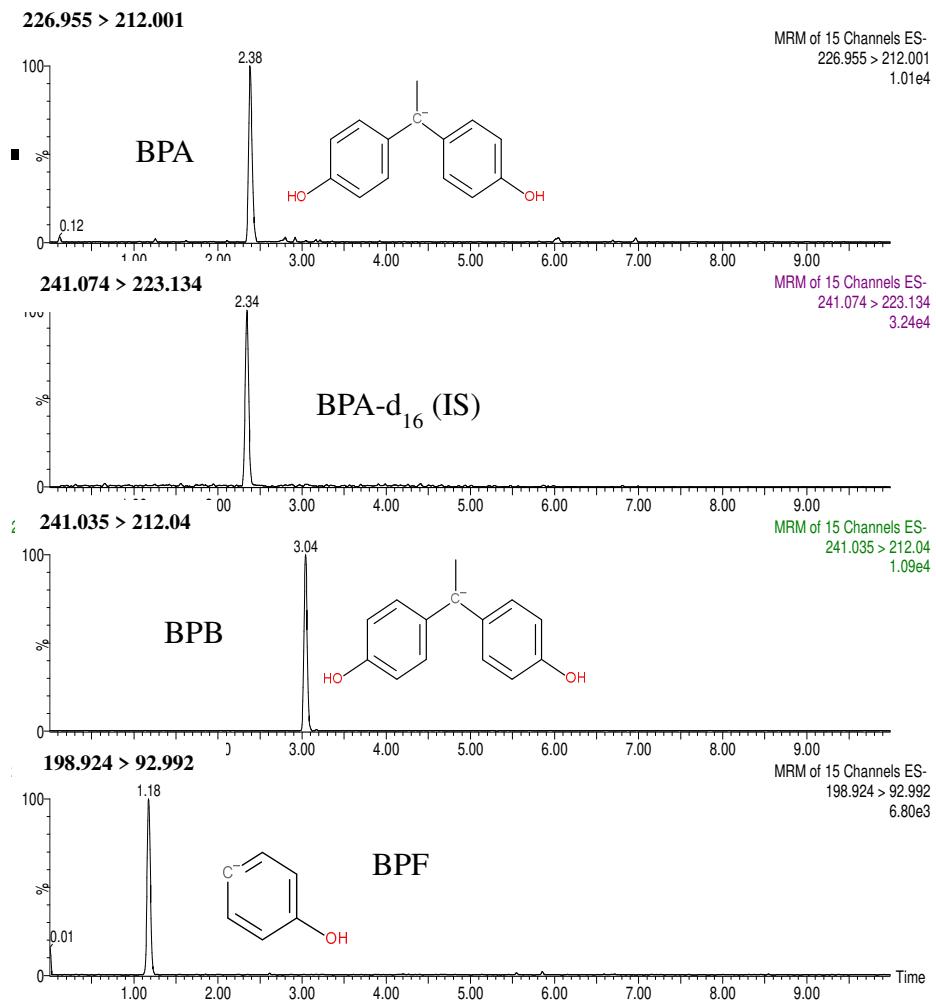 226.955 > 212.001
MRM of 15 Channels ES-
226.955 > 212.001
1.01e4
100
2.38
%
BPA
C⁻
HO
OH
0.12
0
1.00 2.00 3.00 4.00 5.00 6.00 7.00 8.00 9.00
241.074 > 223.134
MRM of 15 Channels ES-
241.074 > 223.134
3.24e4
100
2.34
%
BPA-d₁₆ (IS)
0
3.00 4.00 5.00 6.00 7.00 8.00 9.00
241.035 > 212.04
MRM of 15 Channels ES-
241.035 > 212.04
1.09e4
100
3.04
%
BPB
C⁻
HO
OH
0
3.00 4.00 5.00 6.00 7.00 8.00 9.00
198.924 > 92.992
MRM of 15 Channels ES-
198.924 > 92.992
6.80e3
100
1.18
%
BPF
C⁻
OH
0.01
0
Time
1.00 2.00 3.00 4.00 5.00 6.00 7.00 8.00 9.00